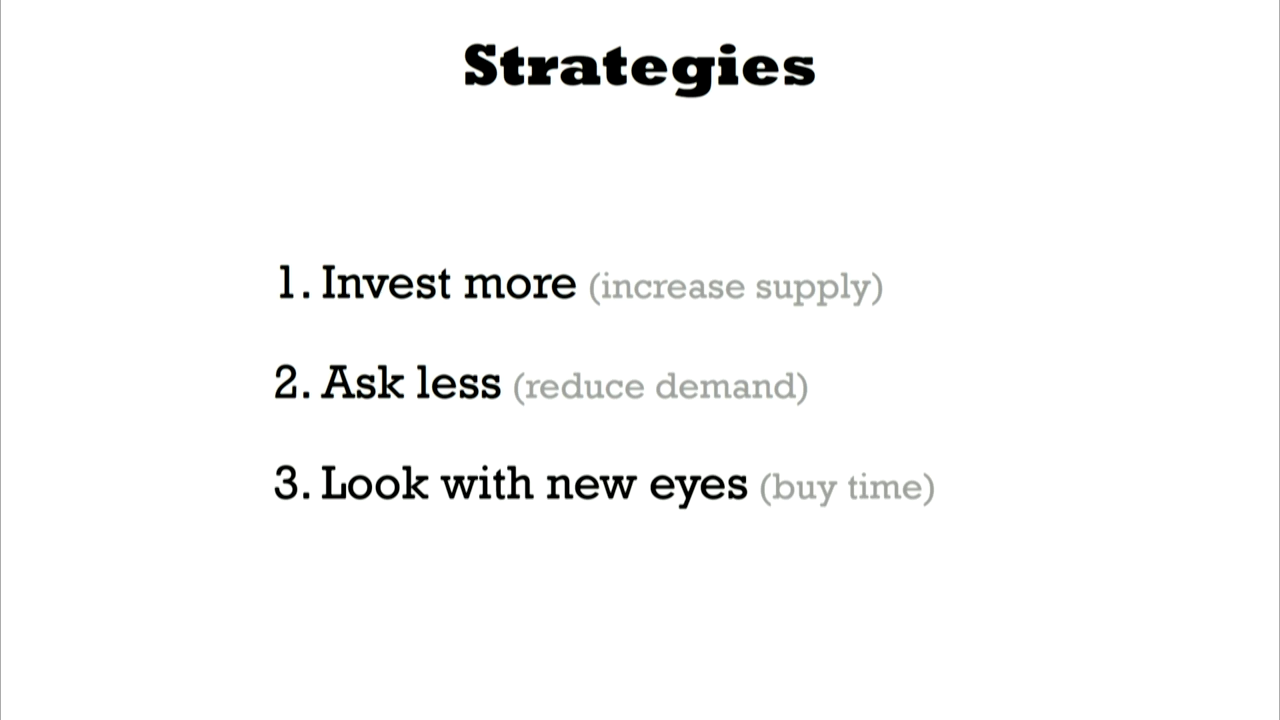 Strategies
1. Invest more (increase supply)
2. Ask less (reduce demand)
3. Look with new eyes (buy time)